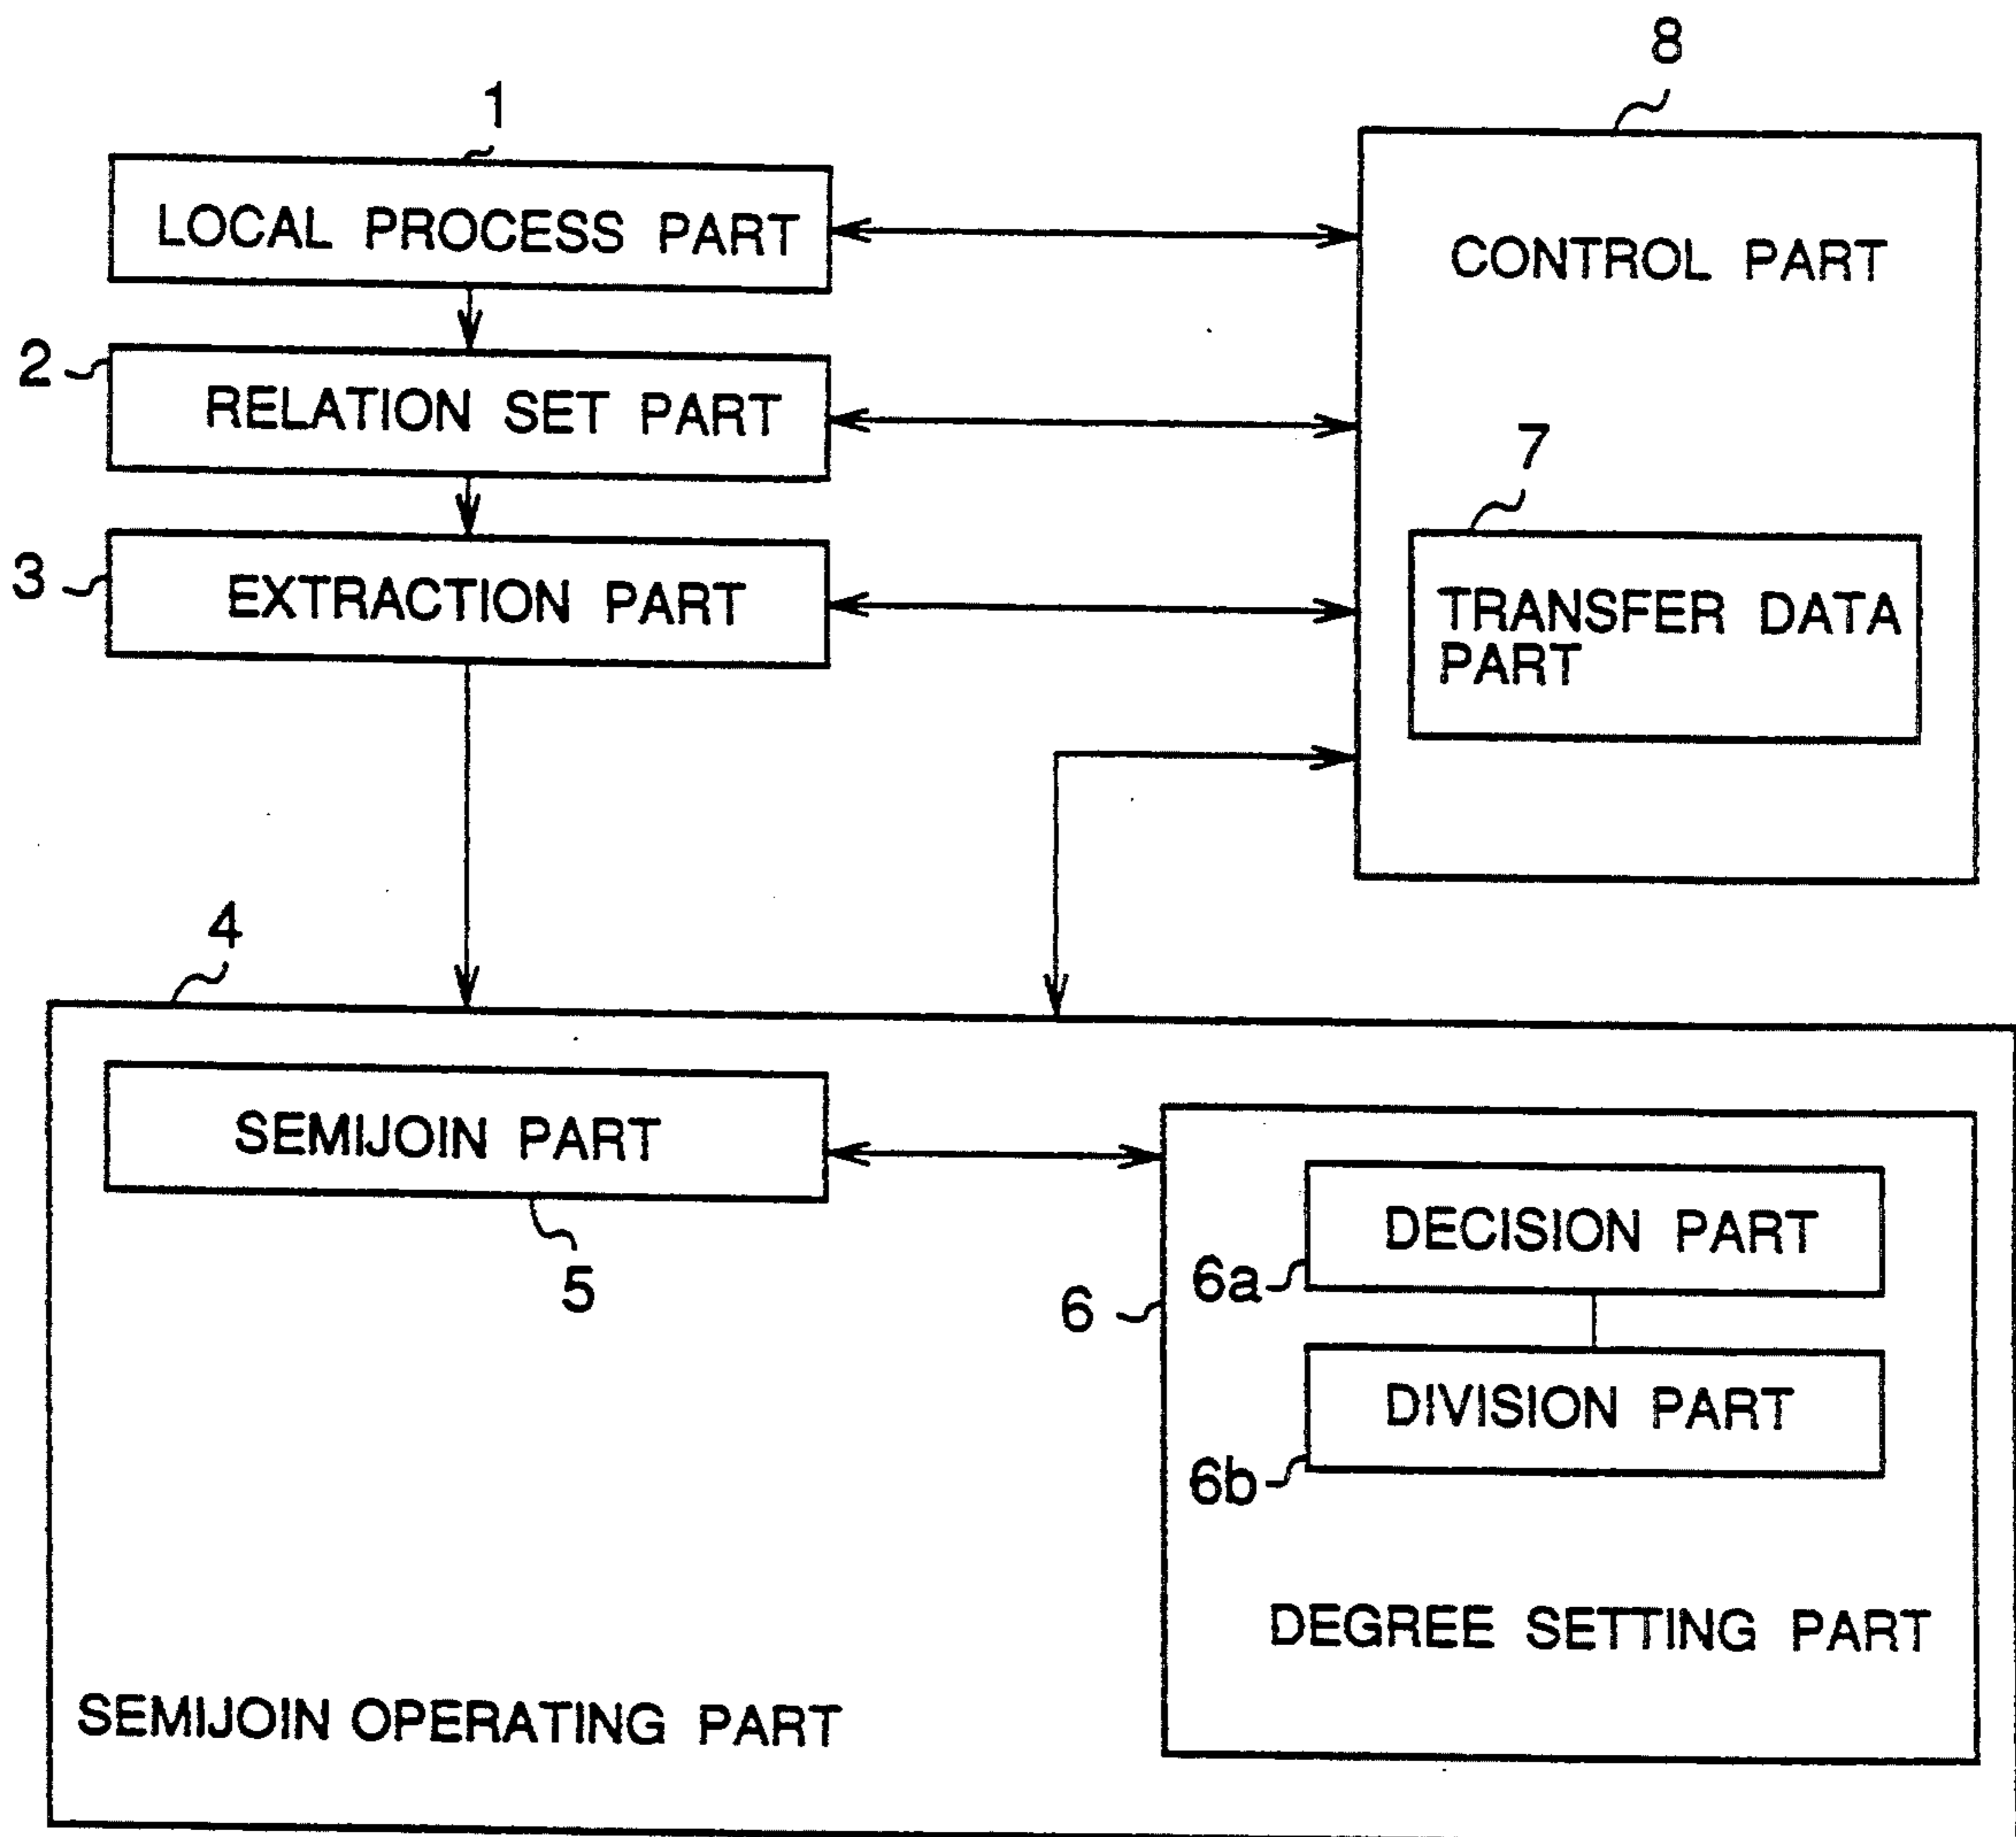 8
1
LOCAL PROCESS PART
CONTROL PART
2
RELATION SET PART
7
3
EXTRACTION PART
TRANSFER DATA
PART
4
SEMIJOIN PART
5
6
DECISION PART
6a
DIVISION PART
6b
DEGREE SETTING PART
SEMIJOIN OPERATING PART